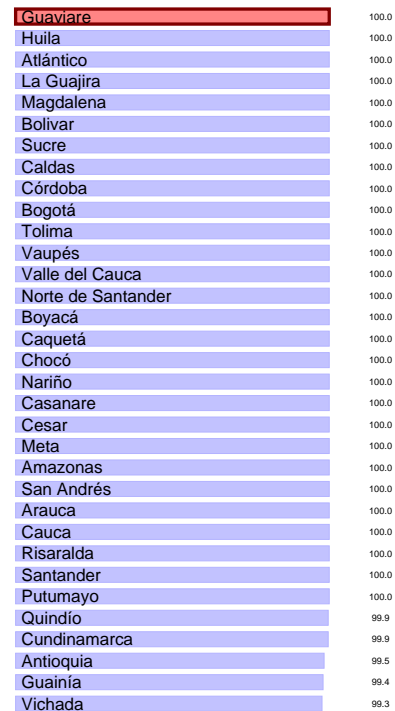 Guaviare 100.0
Huila 100.0
Atlántico 100.0
La Guajira 100.0
Magdalena 100.0
Bolivar 100.0
Sucre 100.0
Caldas 100.0
Córdoba 100.0
Bogotá 100.0
Tolima 100.0
Vaupés 100.0
Valle del Cauca 100.0
Norte de Santander 100.0
Boyacá 100.0
Caquetá 100.0
Chocó 100.0
Nariño 100.0
Casanare 100.0
Cesar 100.0
Meta 100.0
Amazonas 100.0
San Andrés 100.0
Arauca 100.0
Cauca 100.0
Risaralda 100.0
Santander 100.0
Putumayo 100.0
Quindío 99.9
Cundinamarca 99.9
Antioquia 99.5
Guainía 99.4
Vichada 99.3